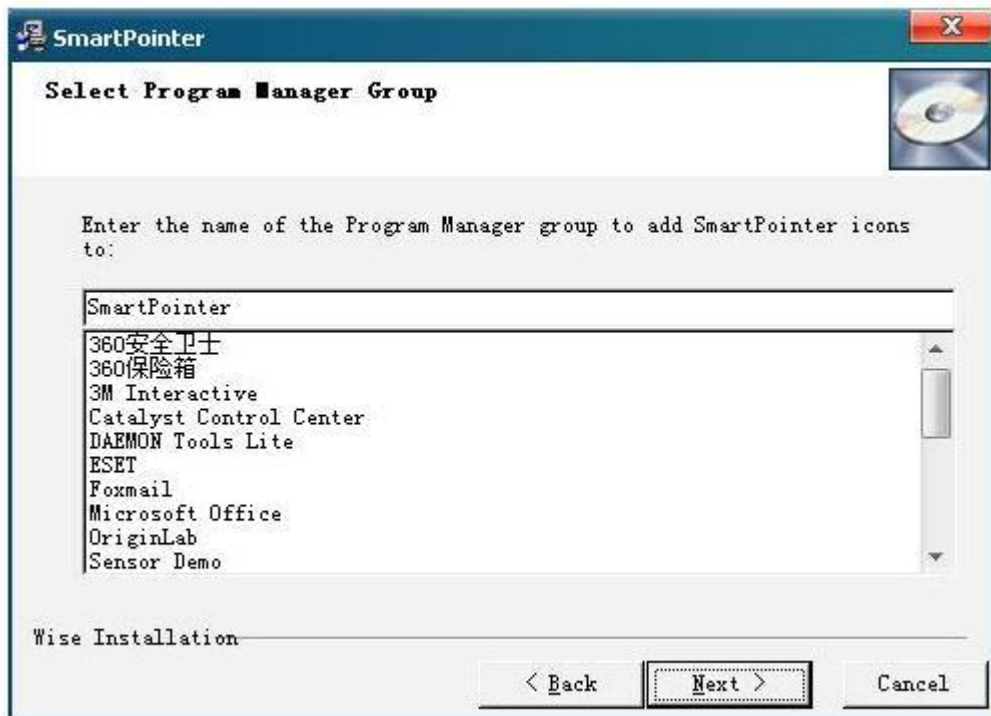 SmartPointer
Select Program Manager Group
Enter the name of the Program Manager group to add SmartPointer icons
to:
SmartPointer
360安全卫士
360保险箱
3M Interactive
Catalyst Control Center
DAEMON Tools Lite
ESET
Foxmail
Microsoft Office
OriginLab
Sensor Demo
Wise Installation
< Back
Next >
Cancel